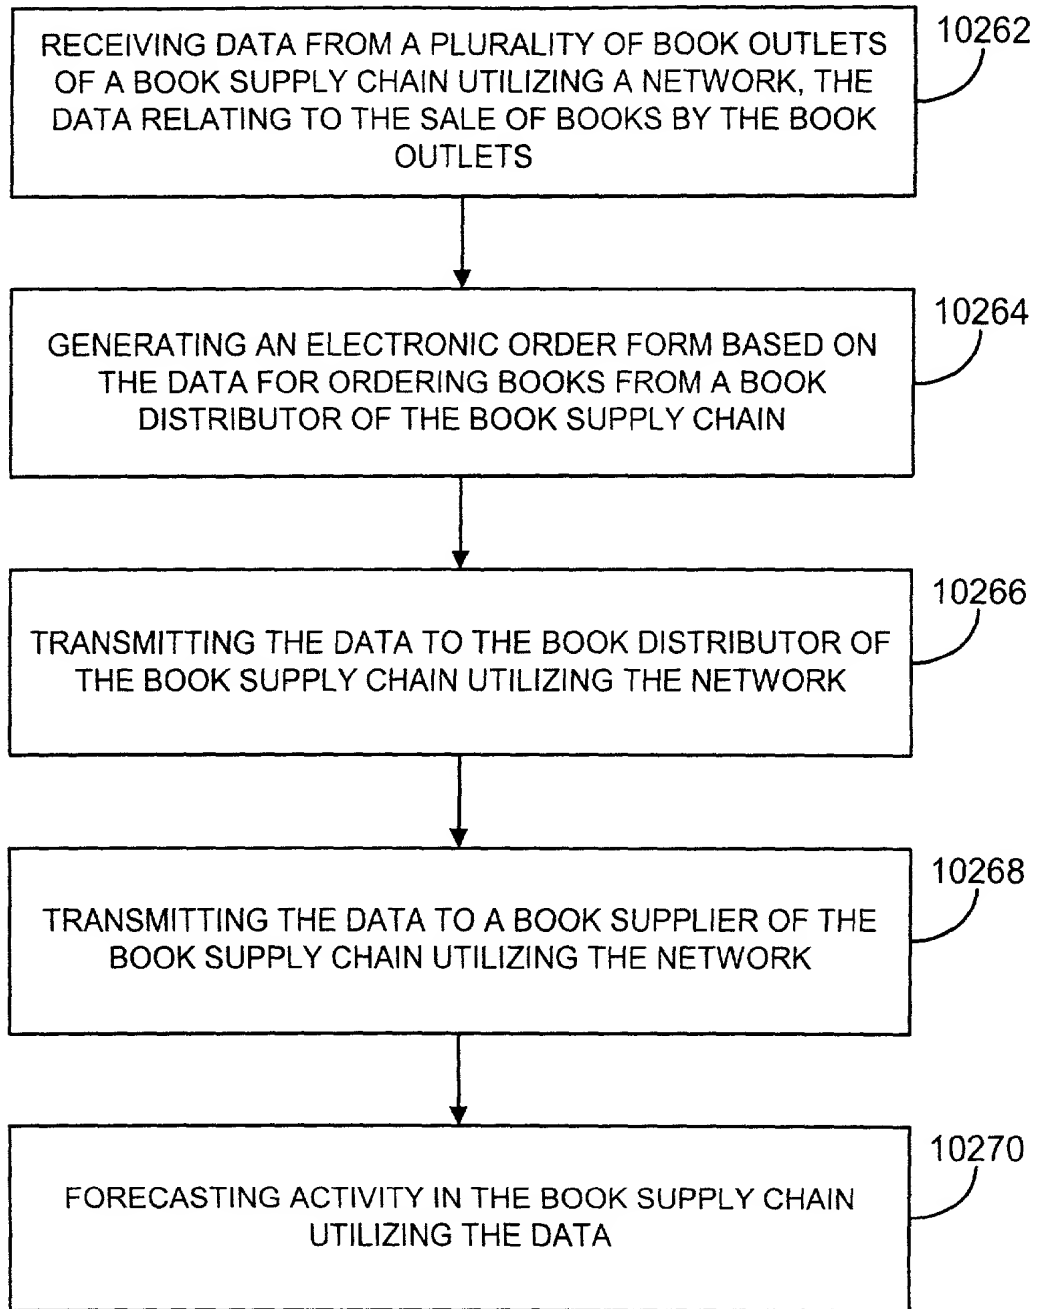 RECEIVING DATA FROM A PLURALITY OF BOOK OUTLETS
OF A BOOK SUPPLY CHAIN UTILIZING A NETWORK, THE
DATA RELATING TO THE SALE OF BOOKS BY THE BOOK
OUTLETS
10262
GENERATING AN ELECTRONIC ORDER FORM BASED ON
THE DATA FOR ORDERING BOOKS FROM A BOOK
DISTRIBUTOR OF THE BOOK SUPPLY CHAIN
10264
TRANSMITTING THE DATA TO THE BOOK DISTRIBUTOR OF
THE BOOK SUPPLY CHAIN UTILIZING THE NETWORK
10266
TRANSMITTING THE DATA TO A BOOK SUPPLIER OF THE
BOOK SUPPLY CHAIN UTILIZING THE NETWORK
10268
FORECASTING ACTIVITY IN THE BOOK SUPPLY CHAIN
UTILIZING THE DATA
10270